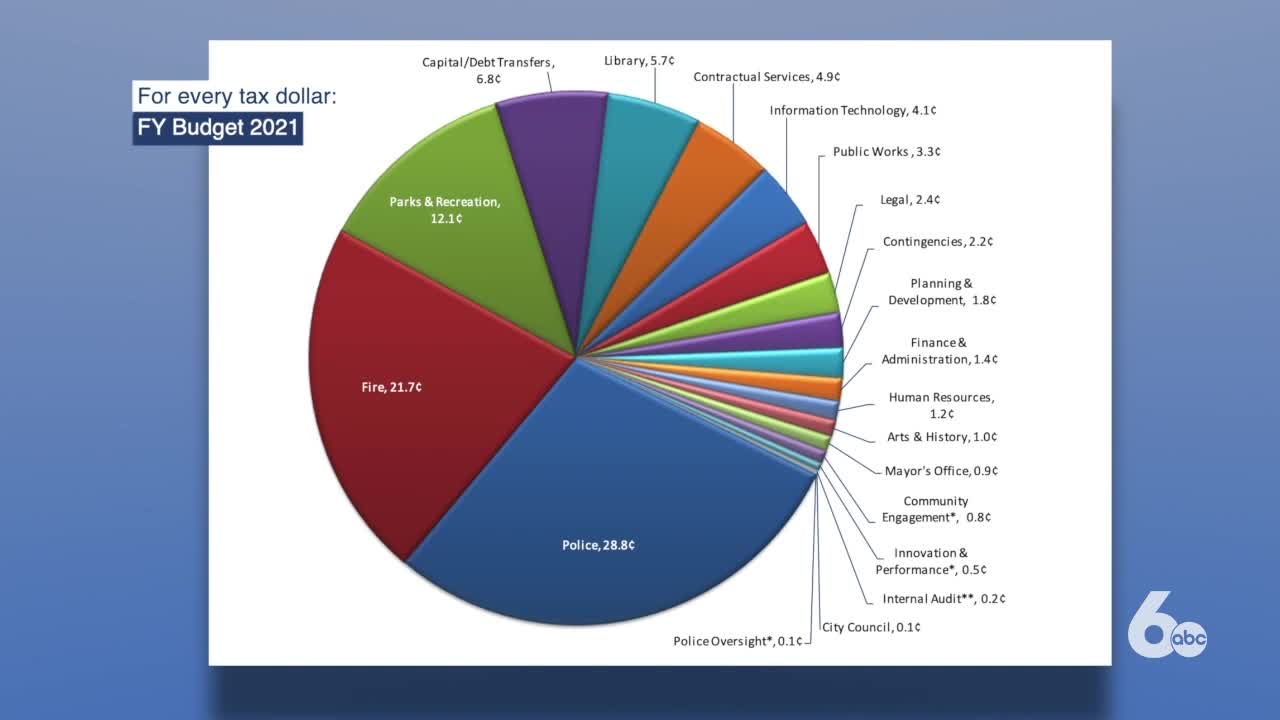 For every tax dollar:
FY Budget 2021
Capital/Debt Transfers,
6.8¢
Library, 5.7¢
Contractual Services, 4.9¢
Information Technology, 4.1¢
Public Works , 3.3¢
Legal, 2.4¢
Contingencies, 2.2¢
Planning &
Development, 1.8¢
Finance &
Administration, 1.4¢
Human Resources,
1.2¢
Arts & History, 1.0¢
Mayor's Office, 0.9¢
Community
Engagement*, 0.8¢
Innovation &
Performance*, 0.5¢
Internal Audit**, 0.2¢
City Council, 0.1¢
Police Oversight*, 0.1¢
Police, 28.8¢
Fire, 21.7¢
Parks & Recreation,
12.1¢
6
abc